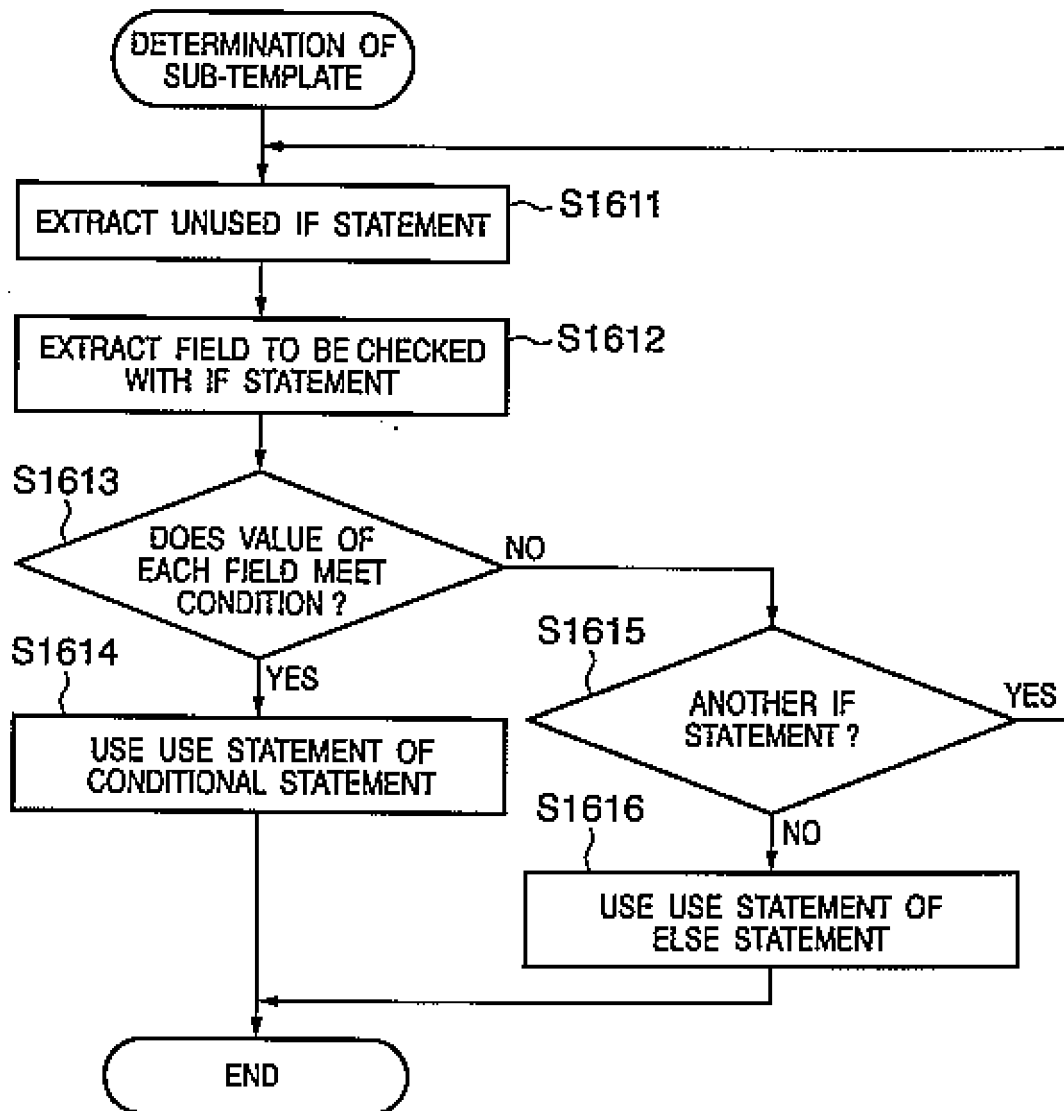 DETERMINATION OF
SUB-TEMPLATE
EXTRACT UNUSED IF STATEMENT
S1611
EXTRACT FIELD TO BE CHECKED
WITH IF STATEMENT
S1612
S1613
DOES VALUE OF
EACH FIELD MEET
CONDITION ?
NO
YES
S1614
USE USE STATEMENT OF
CONDITIONAL STATEMENT
S1615
ANOTHER IF
STATEMENT ?
YES
NO
S1616
USE USE STATEMENT OF
ELSE STATEMENT
END